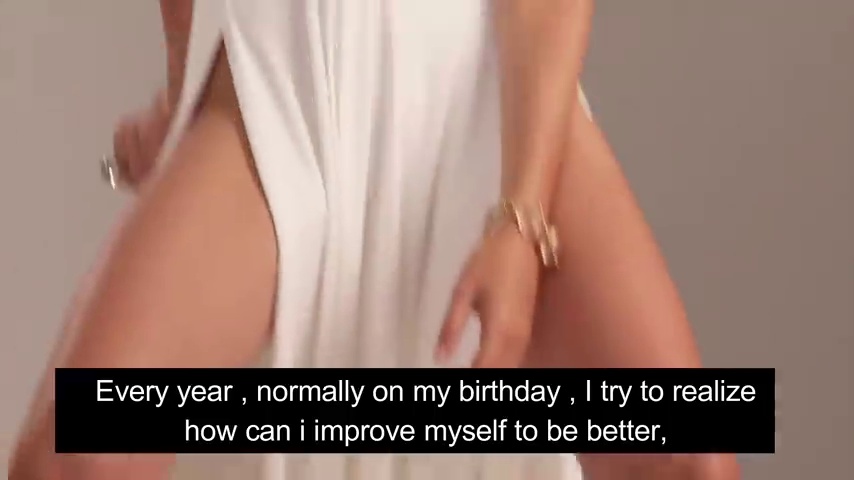 Every year , normally on my birthday , I try to realize
how can i improve myself to be better,